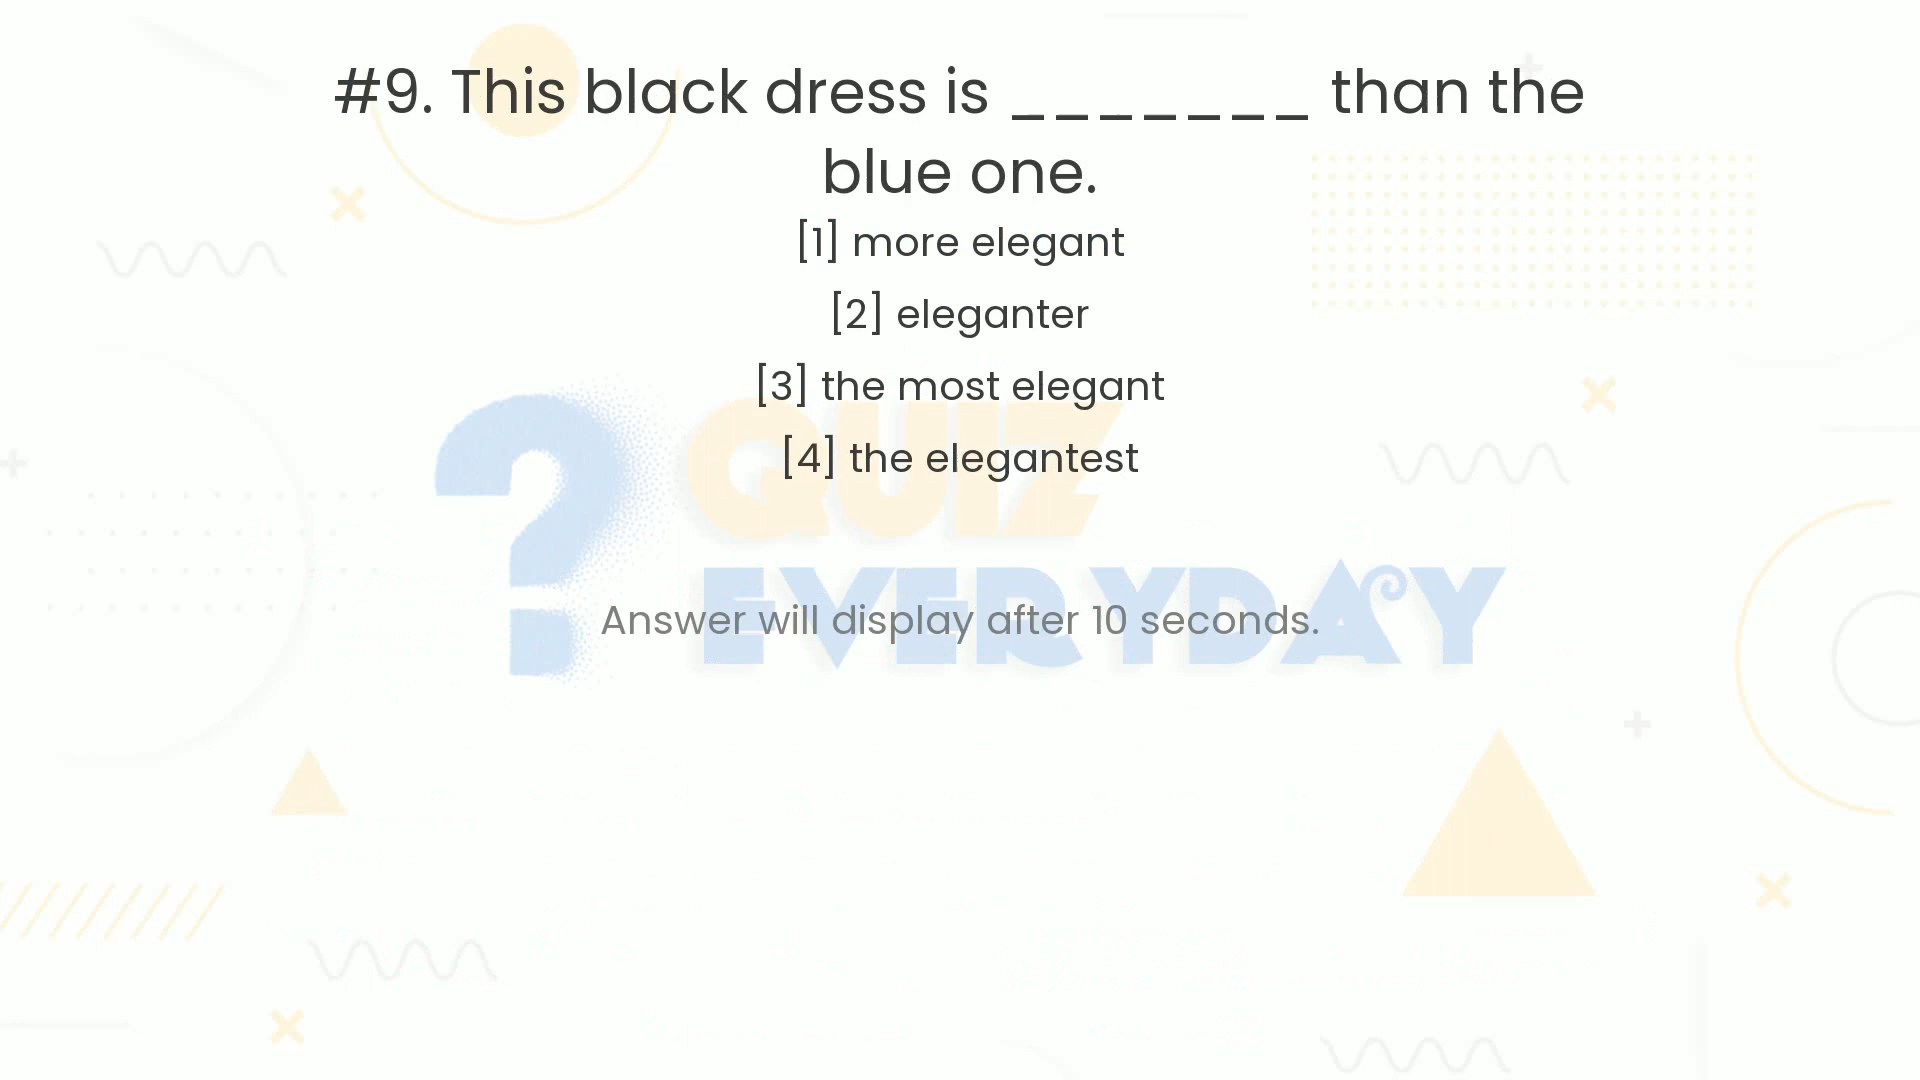 #9. This black dress is _______ than the
blue one.
[1] more elegant
[2] eleganter
[3] the most elegant
[4] the elegantest
QUIZ
EVERYDAY
Answer will display after 10 seconds.